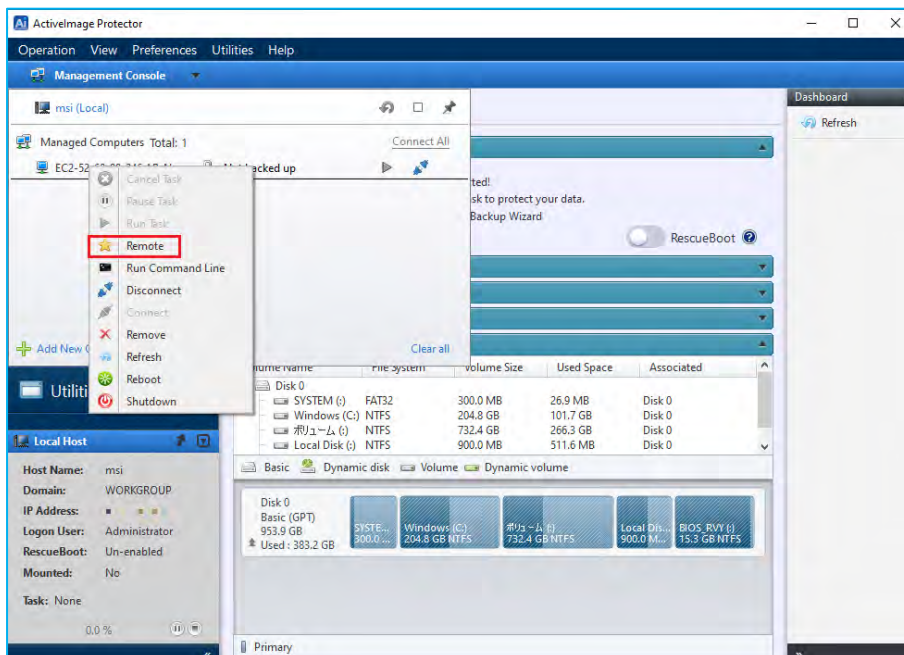 ActiveImage Protector
Operation View Preferences Utilities Help
Management Console
msi (Local)
Managed Computers Total: 1
Connect All
EC2-52
acked up
Cancel Task
Pause Task
Run Task
Remote
Run Command Line
Disconnect
Connect
Remove
Refresh
Reboot
Shutdown
Add New
Clear all
ted!
sk to protect your data.
Backup Wizard
RescueBoot
Dashboard
Refresh
Volume Name File System Volume Size Used Space Associated
Disk 0
SYSTEM (:) FAT32 300.0 MB 26.9 MB Disk 0
Windows (C:) NTFS 204.8 GB 101.7 GB Disk 0
ボリューム (:) NTFS 732.4 GB 266.3 GB Disk 0
Local Disk (:) NTFS 900.0 MB 511.6 MB Disk 0
Basic Dynamic disk Volume Dynamic volume
Disk 0
Basic (GPT)
953.9 GB
Used : 383.2 GB
SYSTE...
300.0 ...
Windows (C:)
204.8 GB NTFS
ボリューム (:)
732.4 GB NTFS
Local Dis...
900.0 M...
BIOS_RVY (:)
15.3 GB NTFS
Primary
Utiliti
Local Host
Host Name: msi
Domain: WORKGROUP
IP Address:
Logon User: Administrator
RescueBoot: Un-enabled
Mounted: No
Task: None
0.0 %